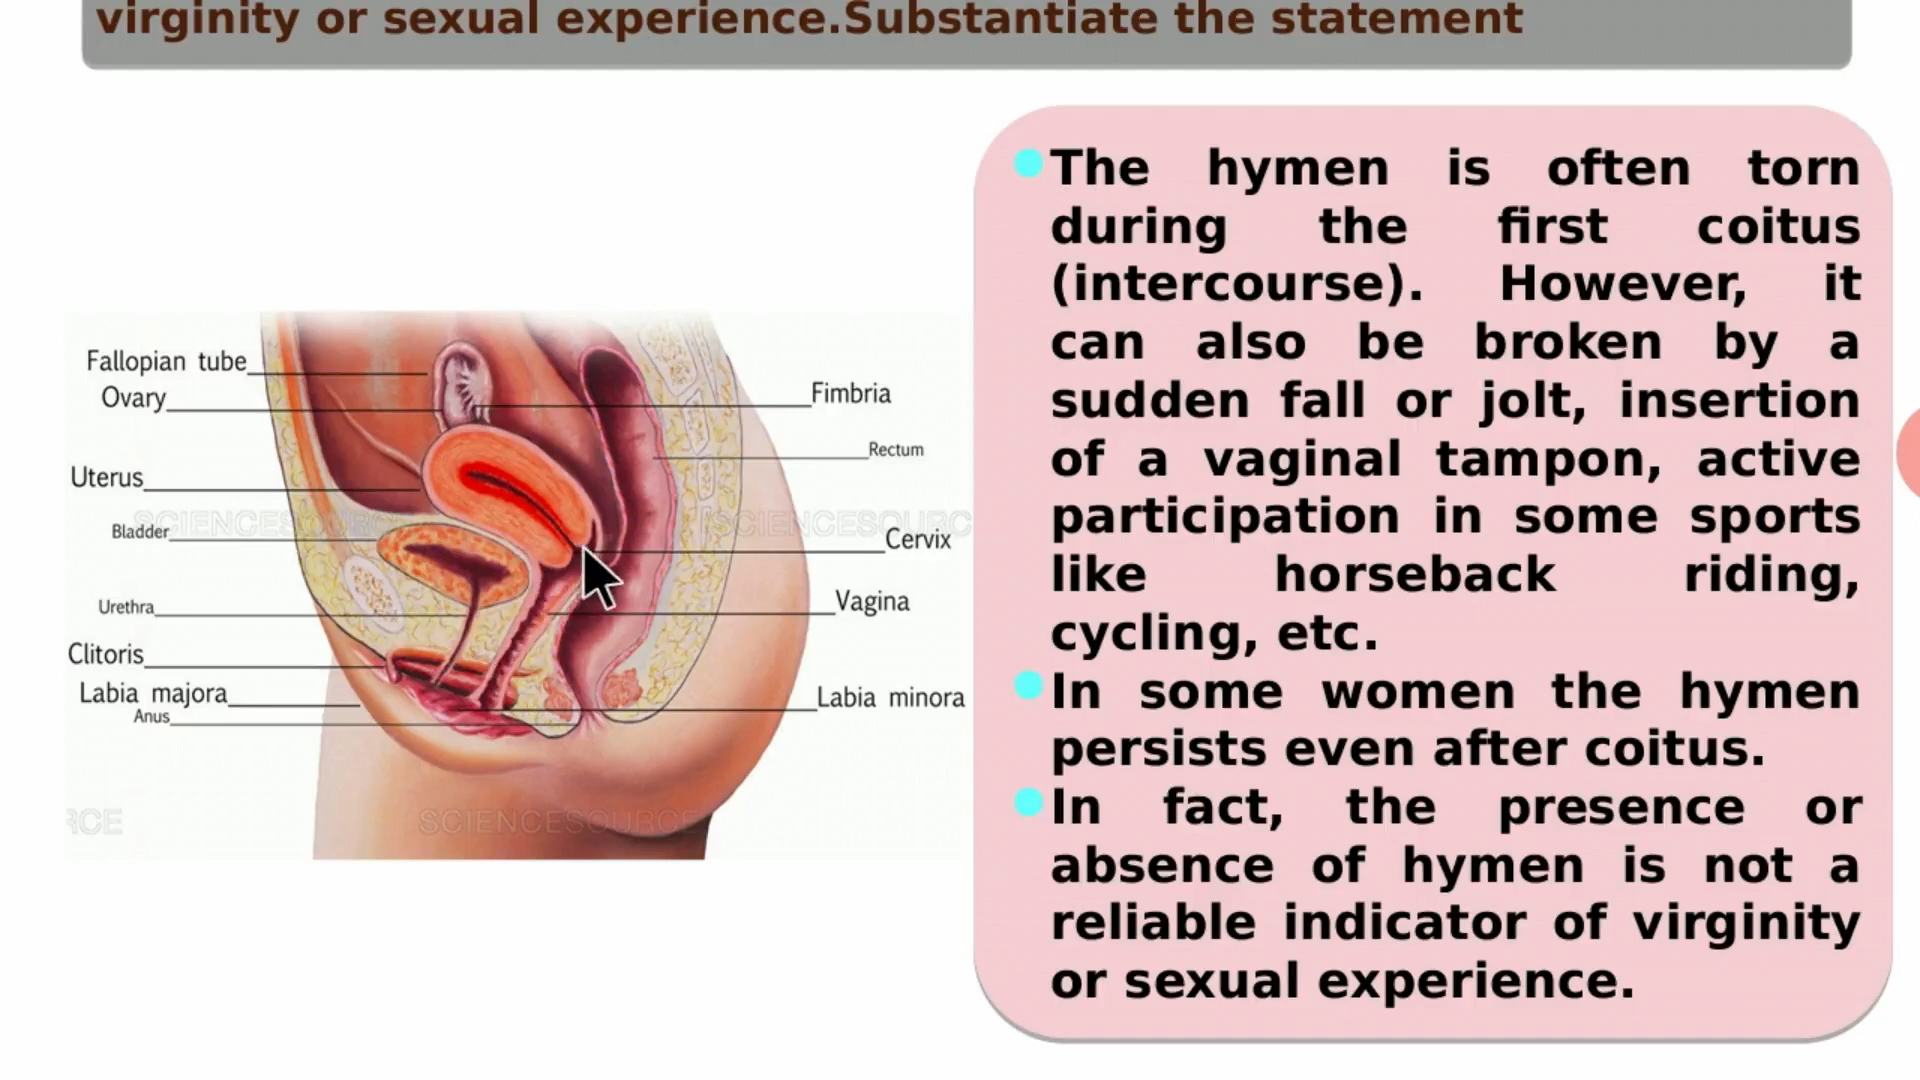 virginity or sexual experience.Substantiate the statement
Fallopian tube
Ovary
Uterus
Bladder
Urethra
Clitoris
Labia majora
Anus
Fimbria
Rectum
Cervix
Vagina
Labia minora
SCIENCESOURCE
SCIENCESOURC
RCE
SCIENCESOURCE
The hymen is often torn
during the first coitus
(intercourse). However, it
can also be broken by a
sudden fall or jolt, insertion
of a vaginal tampon, active
participation in some sports
like horseback riding,
cycling, etc.
In some women the hymen
persists even after coitus.
In fact, the presence or
absence of hymen is not a
reliable indicator of virginity
or sexual experience.